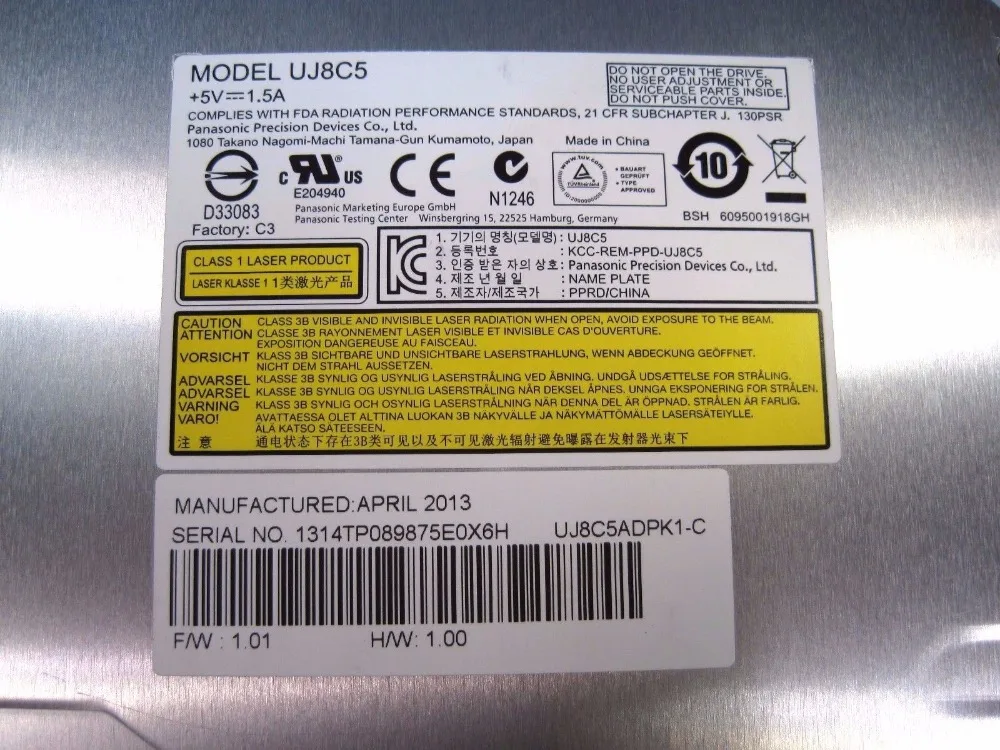 MODEL UJ8C5
+5V⎓1.5A
DO NOT OPEN THE DRIVE.
NO USER ADJUSTMENT OR
SERVICEABLE PARTS INSIDE.
DO NOT PUSH COVER.
COMPLIES WITH FDA RADIATION PERFORMANCE STANDARDS, 21 CFR SUBCHAPTER J. 130PSR
Panasonic Precision Devices Co., Ltd.
1080 Takano Nagomi-Machi Tamana-Gun Kumamoto, Japan
Made in China
D33083
Factory: C3
c RU® US
E204940
CE
N1246
www.tuv.com
TÜVRheinland
• BAUART
GEPRÜFT
• TYPE
APPROVED
10
Panasonic Marketing Europe GmbH
Panasonic Testing Center Winsbergring 15, 22525 Hamburg, Germany
BSH 6095001918GH
CLASS 1 LASER PRODUCT
LASER KLASSE 1 1类激光产品
1. 기기의 명칭(모델명) : UJ8C5
2. 등록번호 : KCC-REM-PPD-UJ8C5
3. 인증 받은 자의 상호 : Panasonic Precision Devices Co., Ltd.
4. 제조 년 월 일 : NAME PLATE
5. 제조자/제조국가 : PPRD/CHINA
CAUTION CLASS 3B VISIBLE AND INVISIBLE LASER RADIATION WHEN OPEN, AVOID EXPOSURE TO THE BEAM.
ATTENTION CLASSE 3B RAYONNEMENT LASER VISIBLE ET INVISIBLE CAS D'OUVERTURE.
EXPOSITION DANGEREUSE AU FAISCEAU.
VORSICHT KLASSE 3B SICHTBARE UND UNSICHTBARE LASERSTRAHLUNG, WENN ABDECKUNG GEÖFFNET.
NICHT DEM STRAHL AUSSETZEN.
ADVARSEL KLASSE 3B SYNLIG OG USYNLIG LASERSTRÅLING VED ÅBNING. UNDGÅ UDSÆTTELSE FOR STRÅLING.
ADVARSEL KLASSE 3B SYNLIG OG USYNLIG LASERSTRÅLING NÅR DEKSEL ÅPNES. UNNGA EKSPONERING FOR STRÅLEN.
VARNING KLASS 3B SYNLIG OCH OSYNLIG LASERSTRÅLNING NÄR DENNA DEL ÄR ÖPPNAD. STRÅLEN ÄR FARLIG.
VARO! AVATTAESSA OLET ALTTINA LUOKAN 3B NÄKYVÄLLE JA NÄKYMÄTTÖMÄLLE LASERSÄTEILYLLE.
ÄLÄ KATSO SÄTEESEEN.
注 意 通电状态下存在3B类可见以及不可见激光辐射避免曝露在发射器光束下
MANUFACTURED:APRIL 2013
SERIAL NO. 1314TP089875E0X6H UJ8C5ADPK1-C
F/W : 1.01 H/W: 1.00